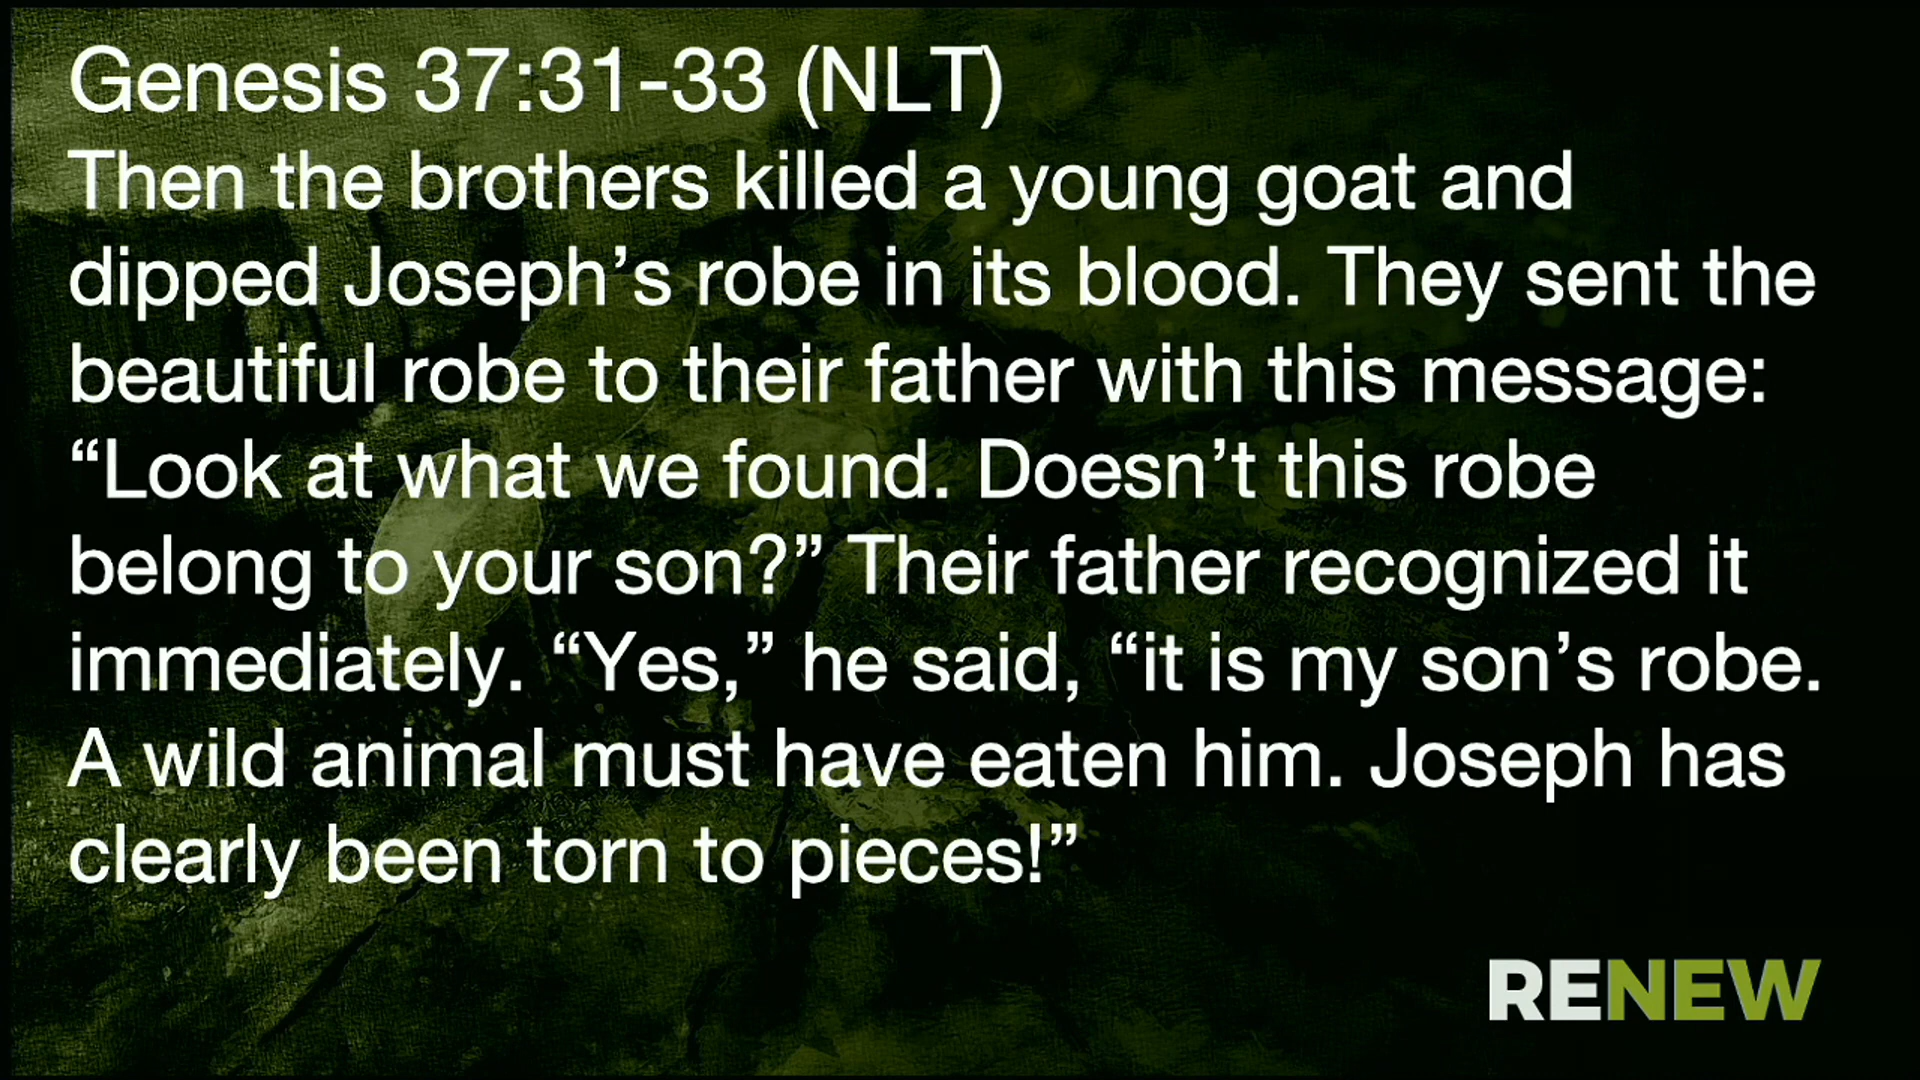 Genesis 37:31-33 (NLT)
Then the brothers killed a young goat and
dipped Joseph’s robe in its blood. They sent the
beautiful robe to their father with this message:
“Look at what we found. Doesn’t this robe
belong to your son?” Their father recognized it
immediately. “Yes,” he said, “it is my son’s robe.
A wild animal must have eaten him. Joseph has
clearly been torn to pieces!”
RENEW